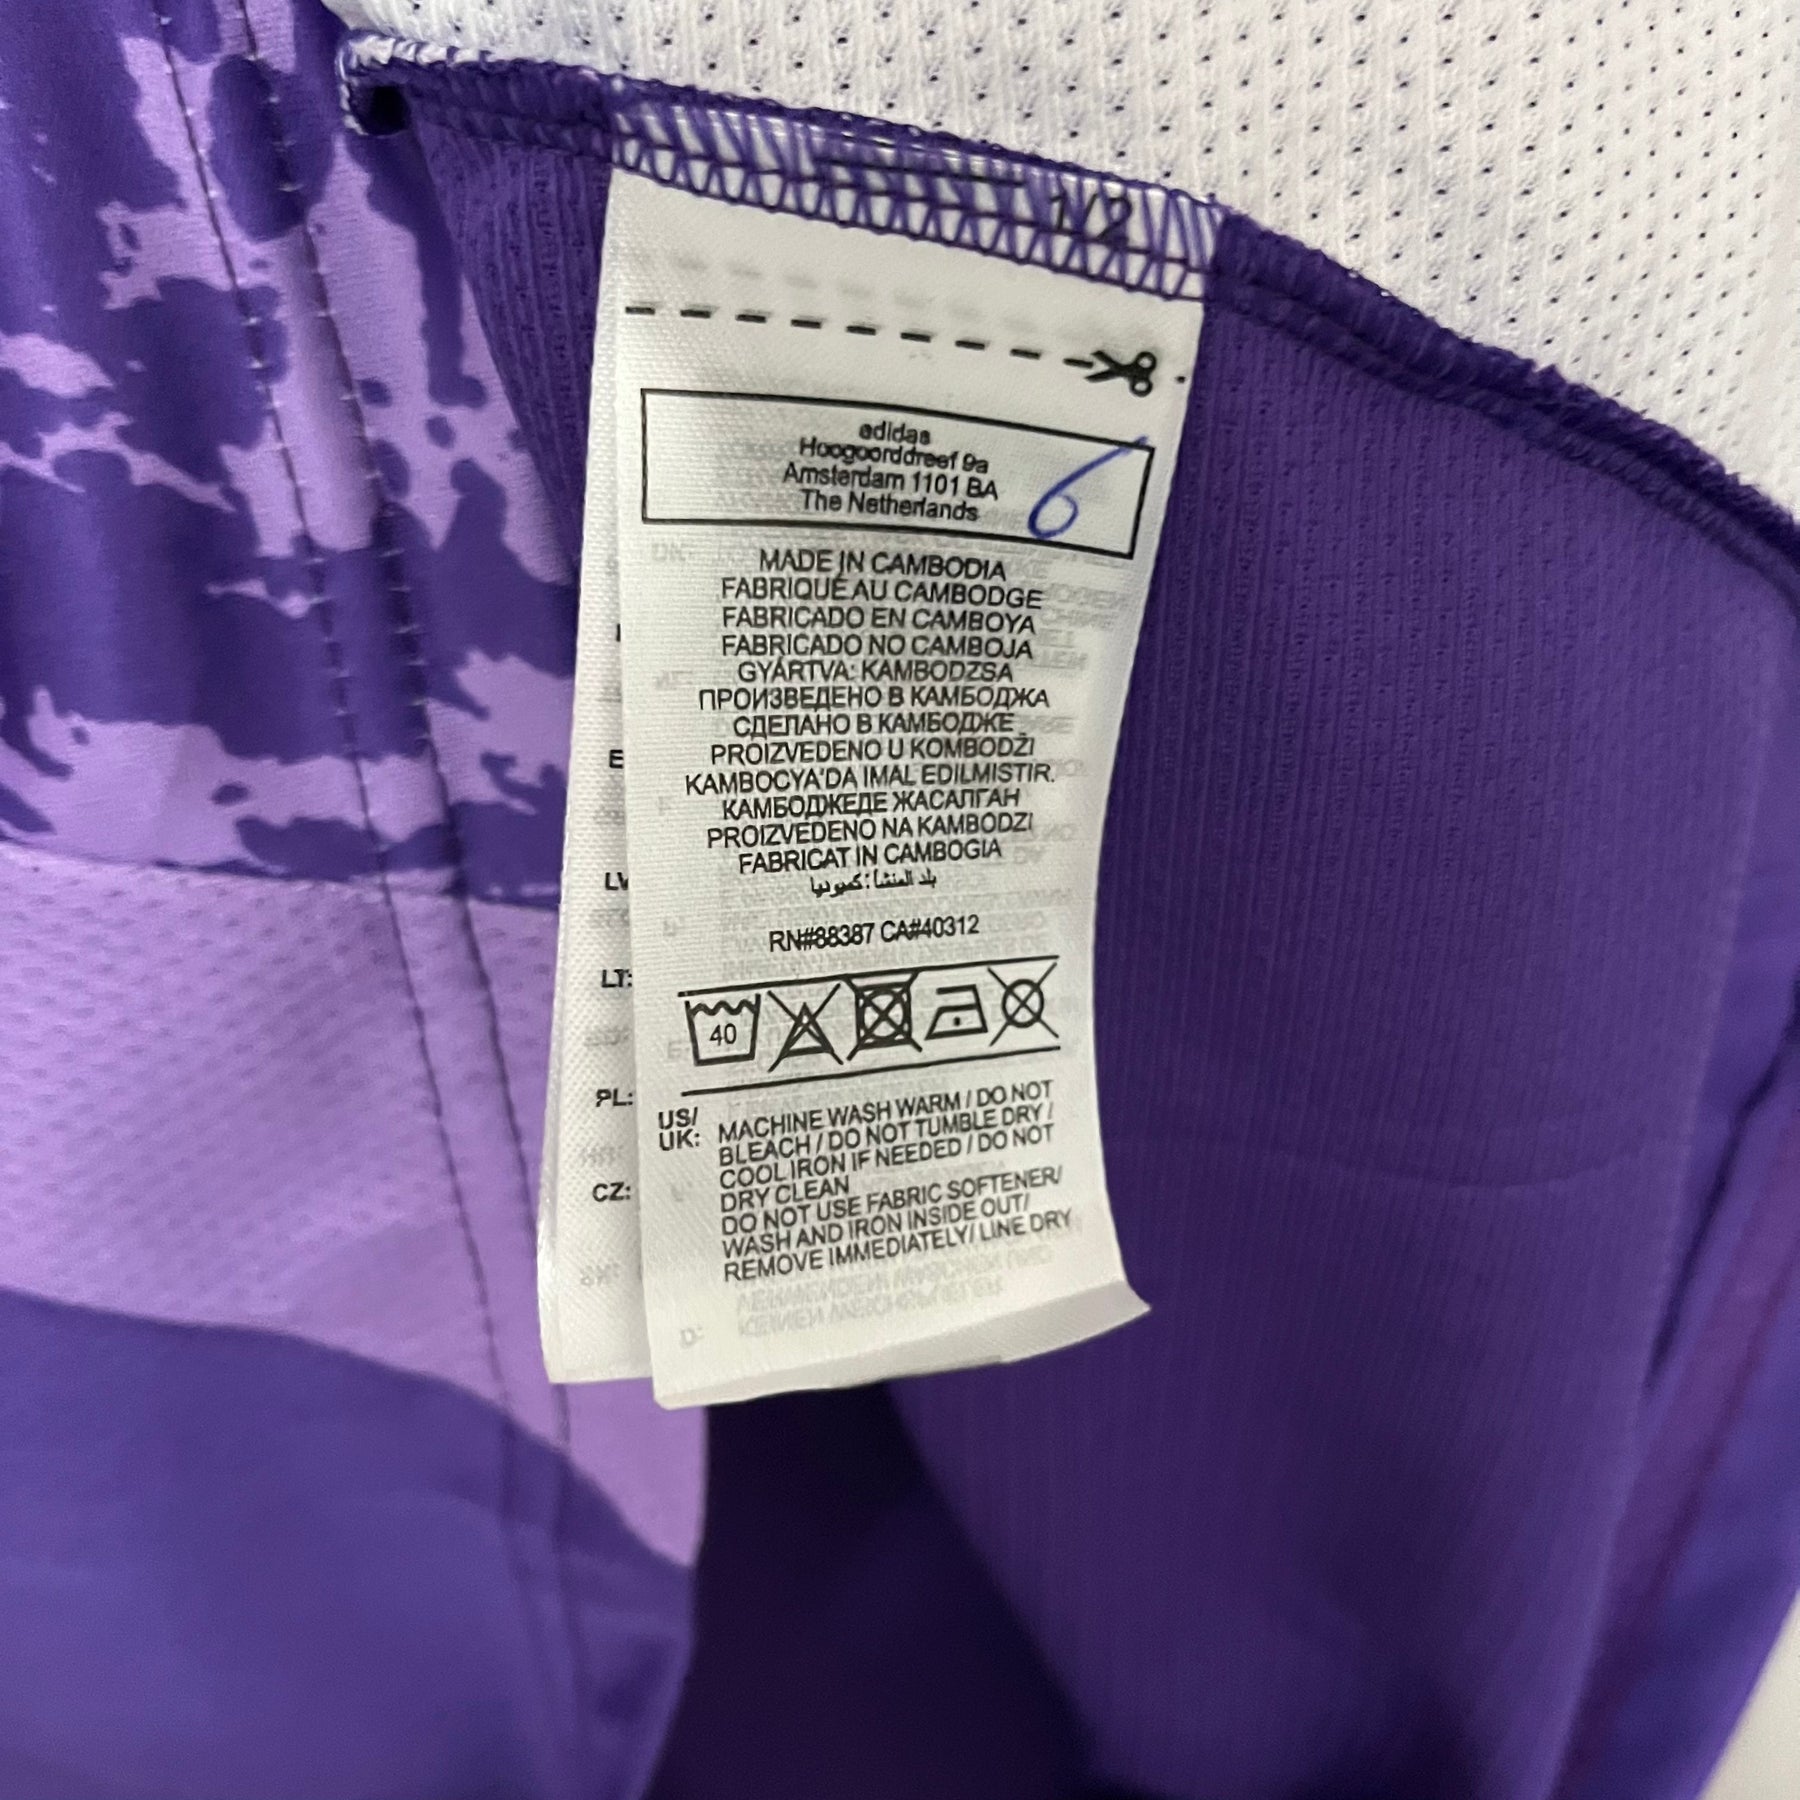 1/2
adidas
Hoogoorddreef 9a
Amsterdam 1101 BA
The Netherlands
6
MADE IN CAMBODIA
FABRIQUÉ AU CAMBODGE
FABRICADO EN CAMBOYA
FABRICADO NO CAMBOJA
GYÁRTVA: KAMBODZSA
ПРОИЗВЕДЕНО В КАМБОДЖА
СДЕЛАНО В КАМБОДЖЕ
PROIZVEDENO U KOMBODŽI
KAMBOCYA'DA IMAL EDILMISTIR.
КАМБОДЖЕДЕ ЖАСАЛҒАН
PROIZVEDENO NA KAMBODZI
FABRICAT IN CAMBOGIA
بلد المنشأ: كمبوديا
RN#88387 CA#40312
40
US/
UK: MACHINE WASH WARM / DO NOT
BLEACH / DO NOT TUMBLE DRY /
COOL IRON IF NEEDED / DO NOT
DRY CLEAN
DO NOT USE FABRIC SOFTENER/
WASH AND IRON INSIDE OUT/
REMOVE IMMEDIATELY/ LINE DRY
LV
LT:
PL:
CZ: